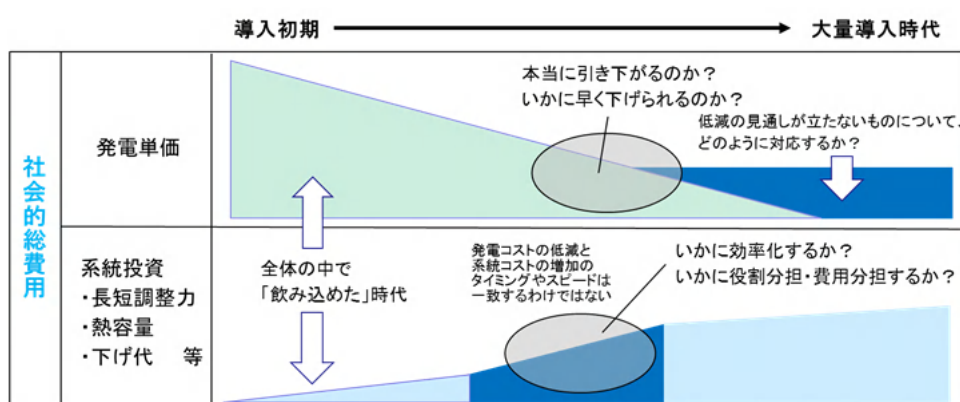 導入初期
大量導入時代
社会的総費用
発電単価
本当に引き下がるのか？
いかに早く下げられるのか？
低減の見通しが立たないものについて、
どのように対応するか？
系統投資
・長短調整力
・熱容量
・下げ代　等
全体の中で
「飲み込めた」時代
発電コストの低減と
系統コストの増加の
タイミングやスピードは
一致するわけではない
いかに効率化するか？
いかに役割分担・費用分担するか？